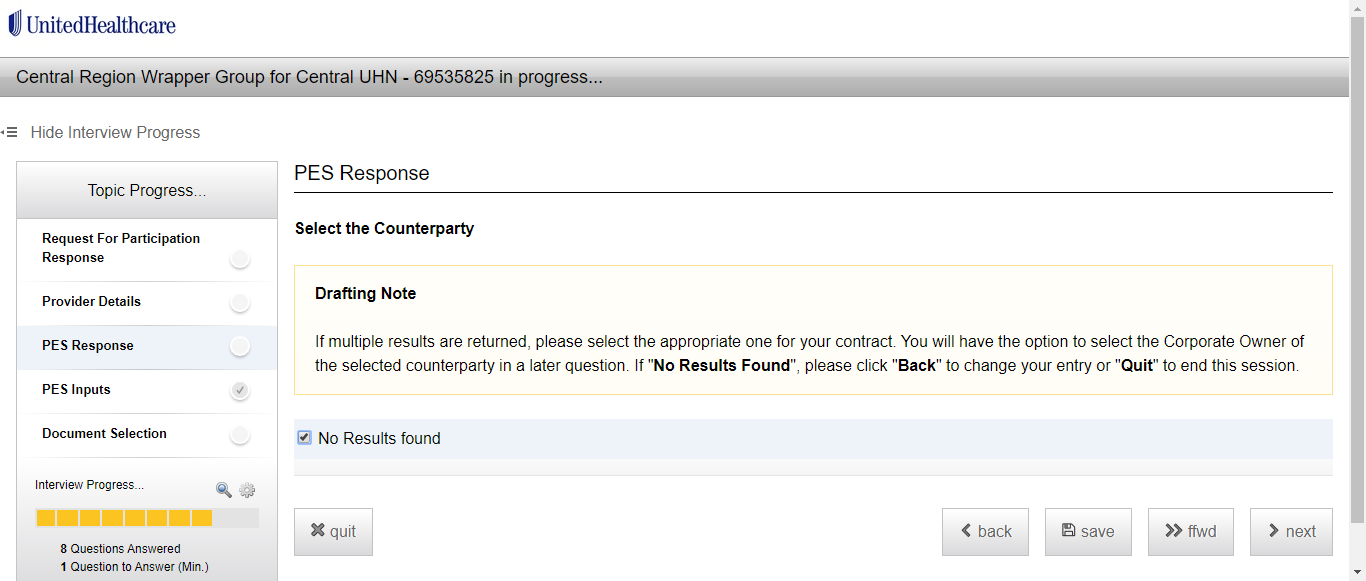 UnitedHealthcare
Central Region Wrapper Group for Central UHN - 69535825 in progress...
Hide Interview Progress
Topic Progress...
Request For Participation
Response
Provider Details
PES Response
PES Inputs
Document Selection
Interview Progress...
8 Questions Answered
1 Question to Answer (Min.)
PES Response
Select the Counterparty
Drafting Note
If multiple results are returned, please select the appropriate one for your contract. You will have the option to select the Corporate Owner of
the selected counterparty in a later question. If "No Results Found", please click "Back" to change your entry or "Quit" to end this session.
No Results found
quit
back
save
ffwd
next